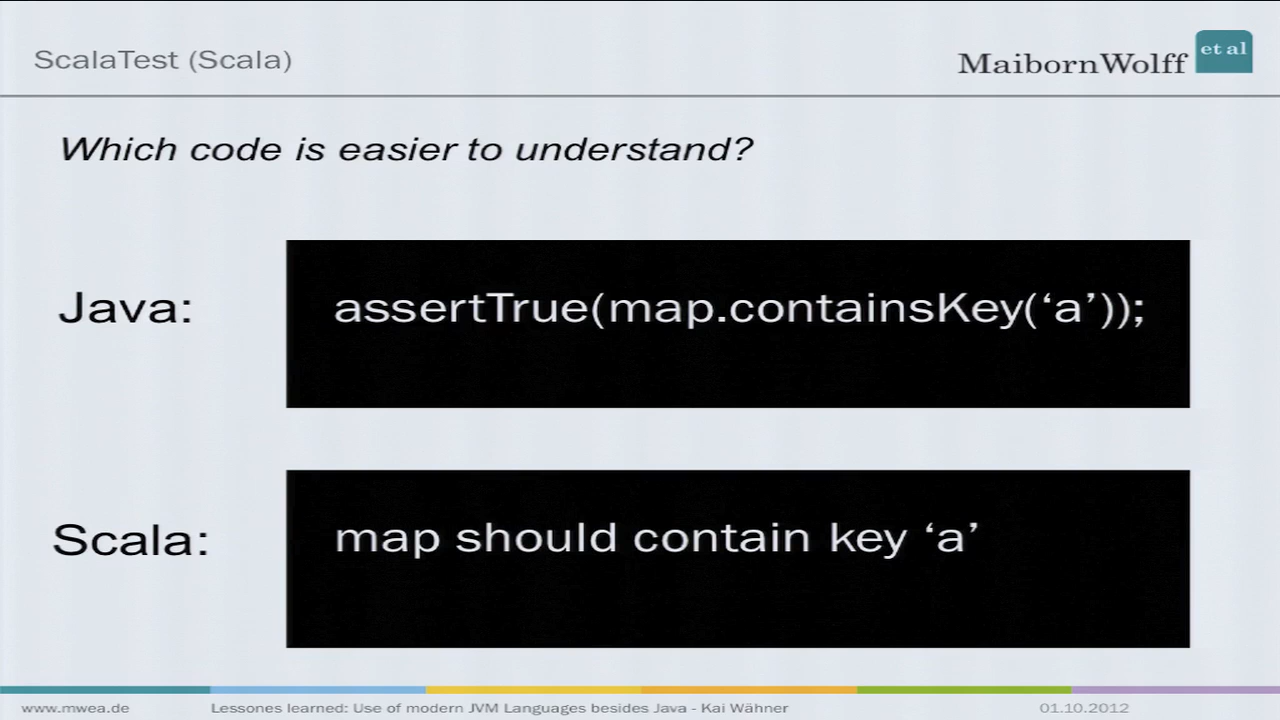 ScalaTest (Scala)
MaibornWolff et al
Which code is easier to understand?
Java:
assertTrue(map.containsKey(‘a’));
Scala:
map should contain key ‘a’
www.mwea.de
Lessones learned: Use of modern JVM Languages besides Java - Kai Wähner
01.10.2012